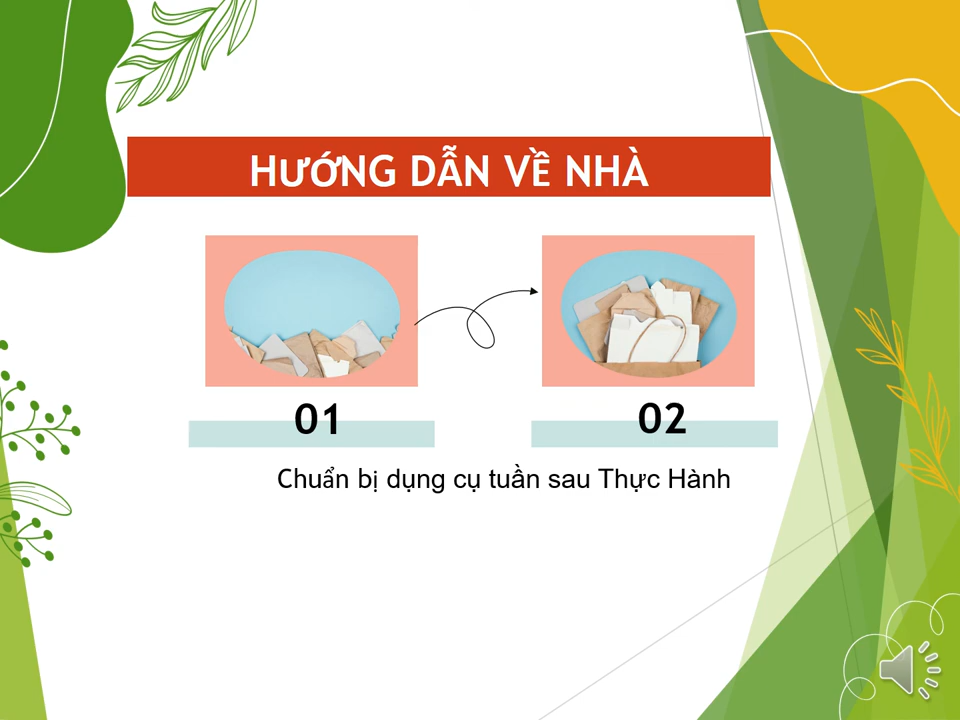 HƯỚNG DẪN VỀ NHÀ
01
02
Chuẩn bị dụng cụ tuần sau Thực Hành